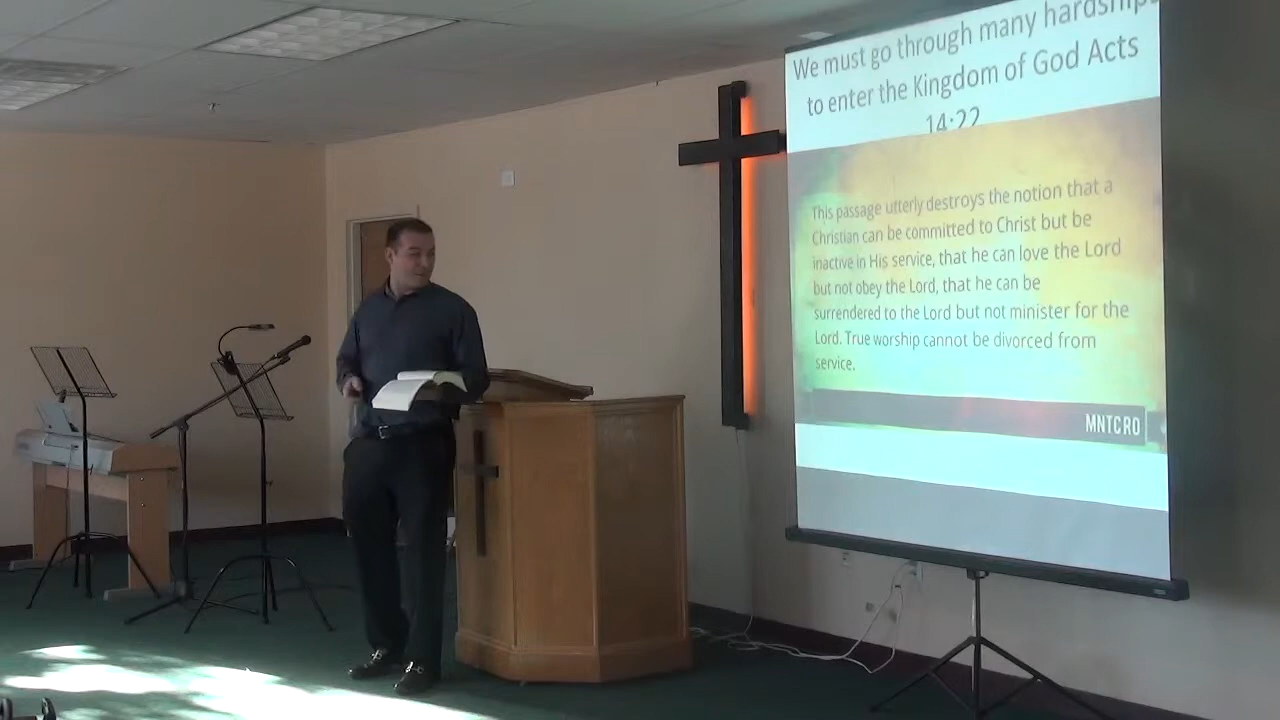 We must go through many hardships
to enter the Kingdom of God Acts
14:22
This passage utterly destroys the notion that a
Christian can be committed to Christ but be
inactive in His service, that he can love the Lord
but not obey the Lord, that he can be
surrendered to the Lord but not minister for the
Lord. True worship cannot be divorced from
service.
MNTCRO